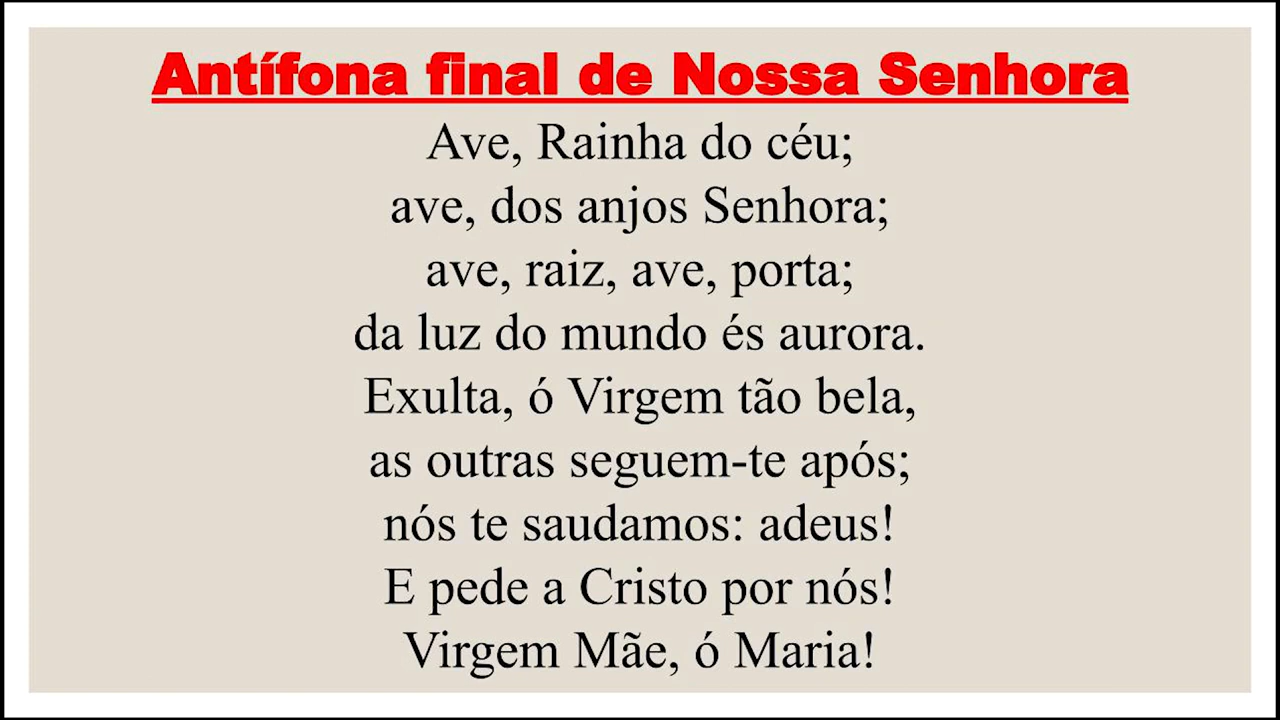 Antífona final de Nossa Senhora
Ave, Rainha do céu;
ave, dos anjos Senhora;
ave, raiz, ave, porta;
da luz do mundo és aurora.
Exulta, ó Virgem tão bela,
as outras seguem-te após;
nós te saudamos: adeus!
E pede a Cristo por nós!
Virgem Mãe, ó Maria!